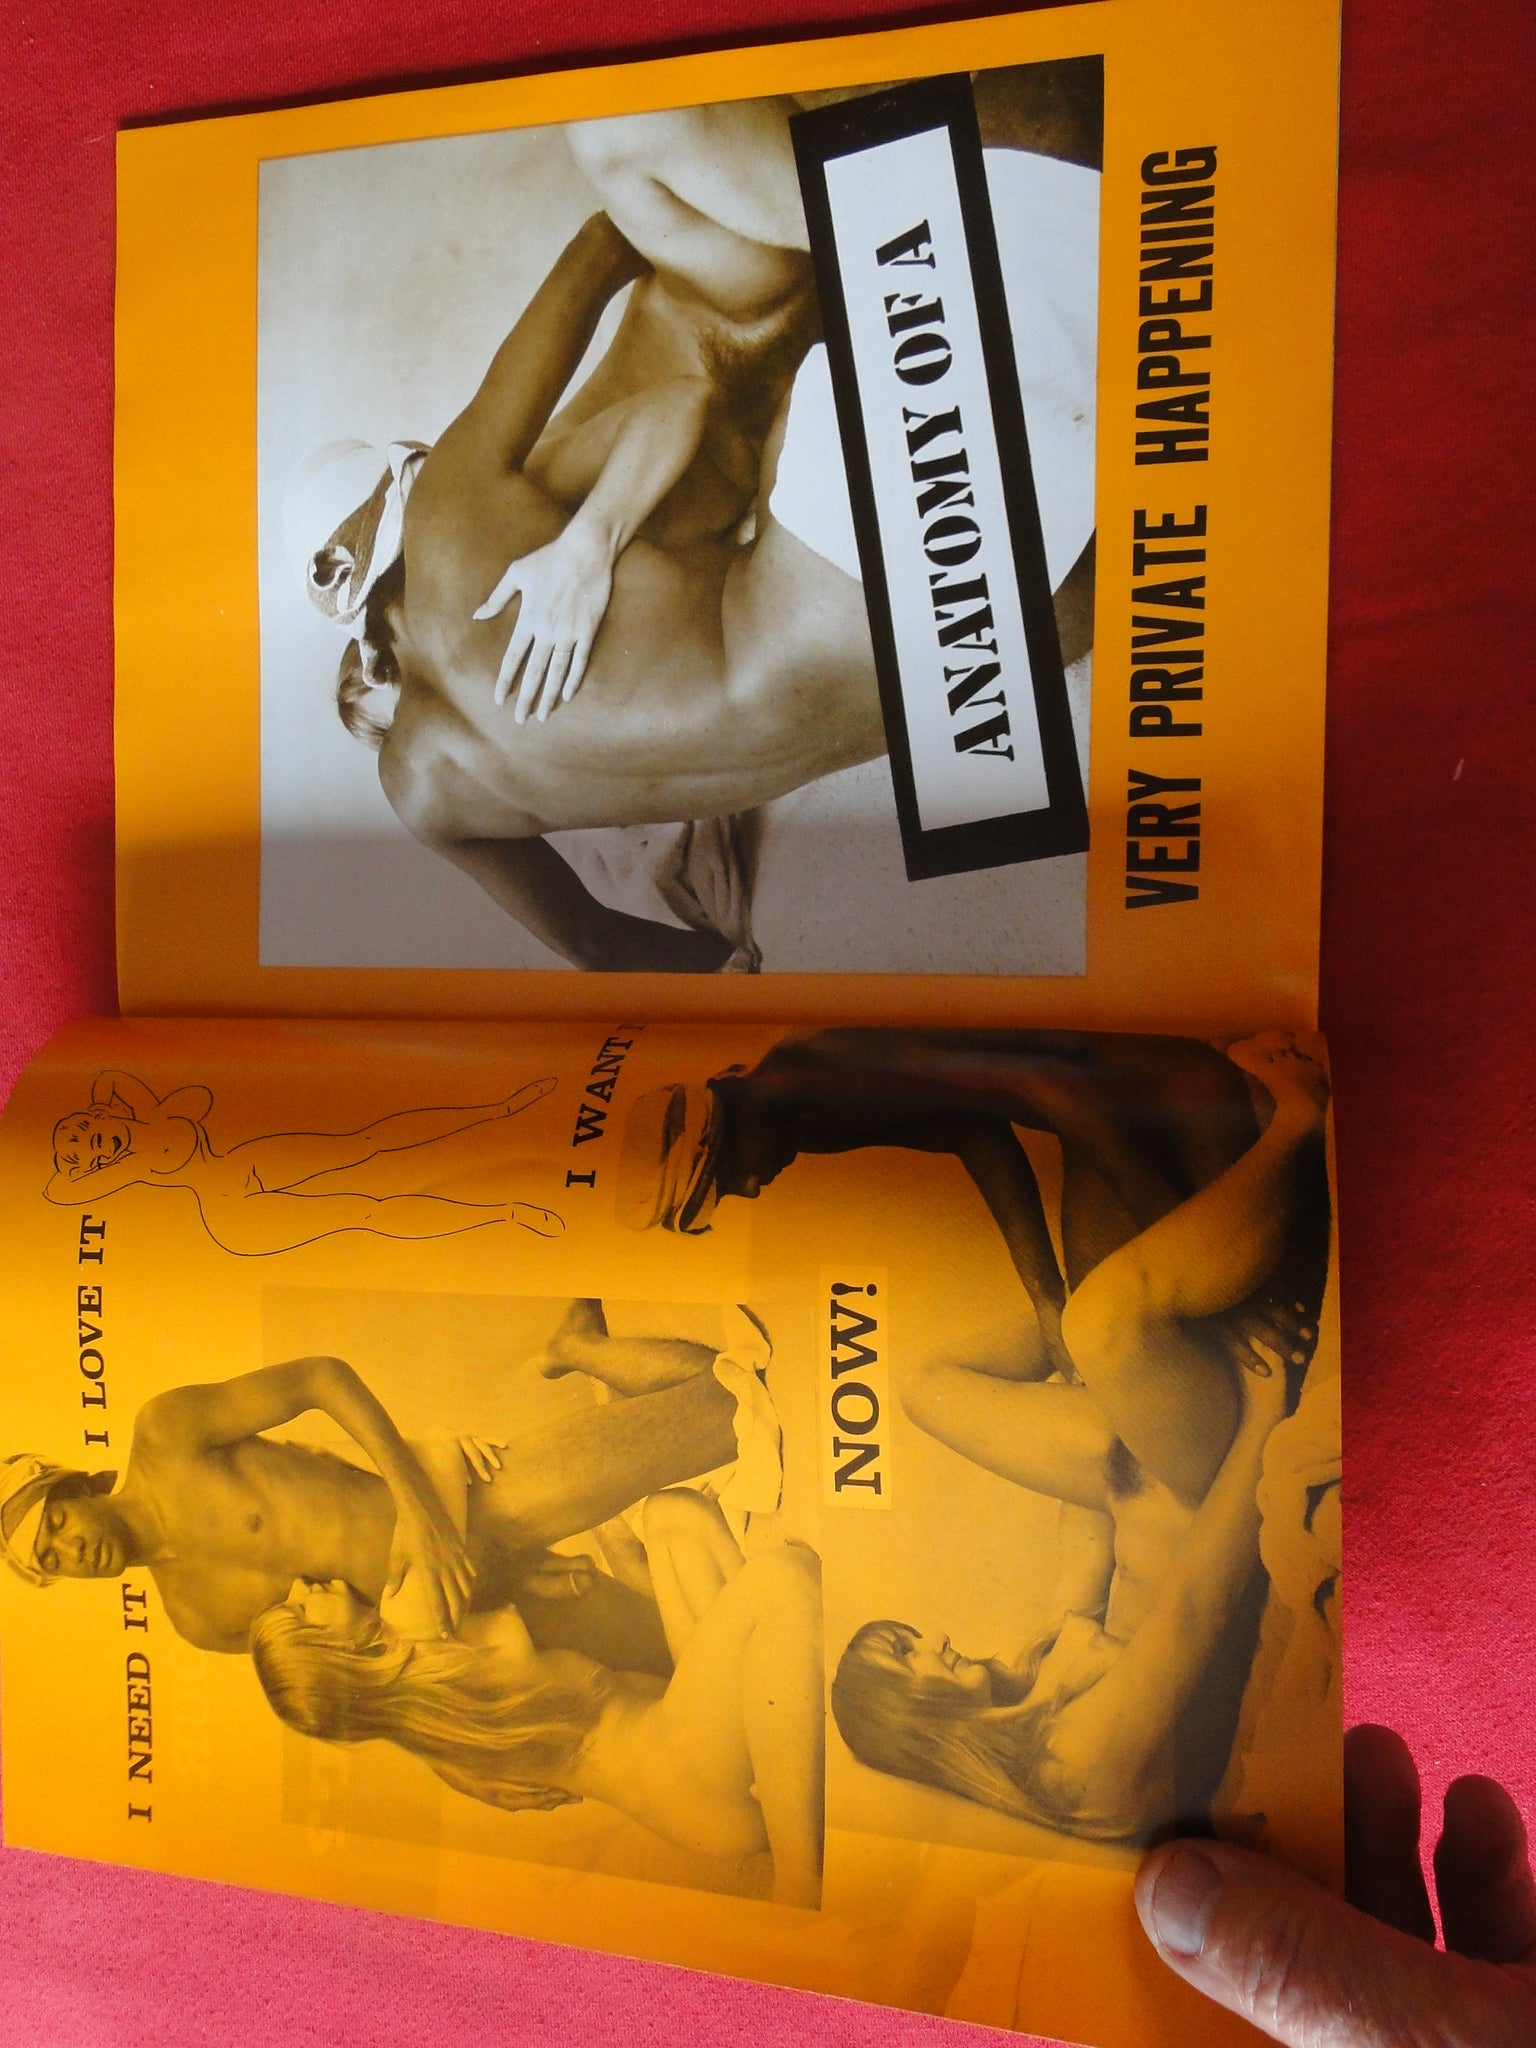 I LOVE IT
I NEED IT
I WANT
NOW!
ANATOMY OF A
VERY PRIVATE HAPPENING